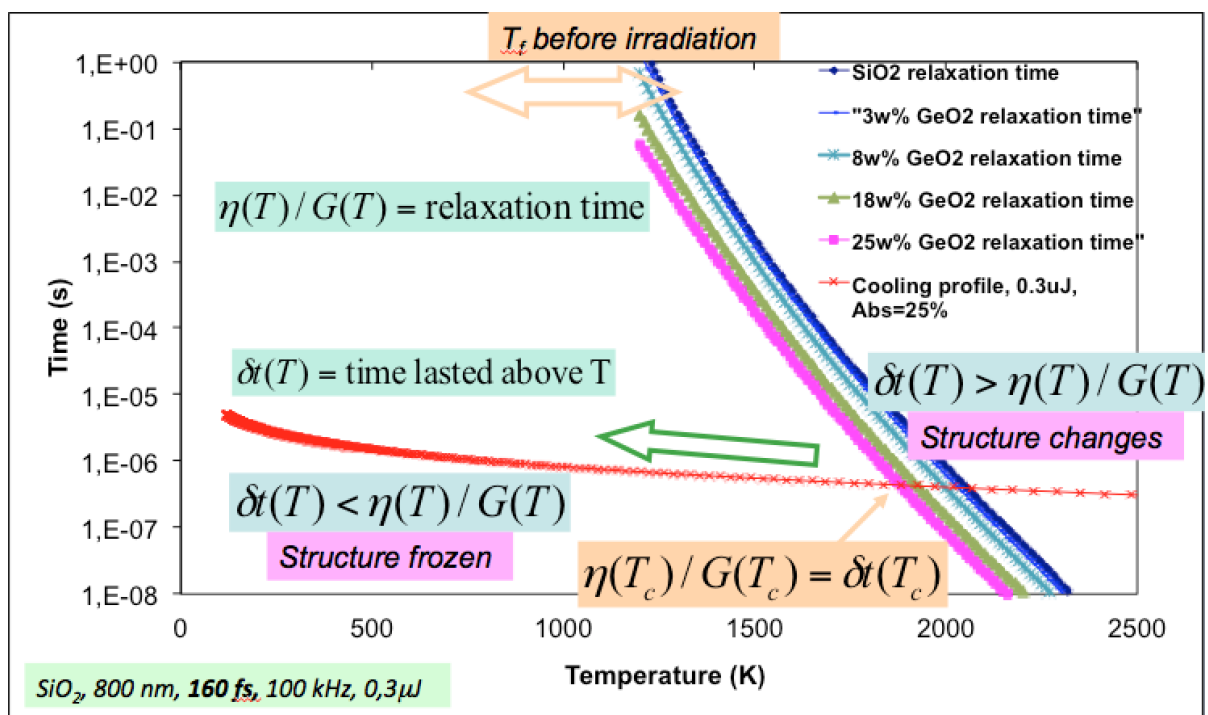 T_f before irradiation
1,E+00
1,E-01
1,E-02
1,E-03
1,E-04
1,E-05
1,E-06
1,E-07
1,E-08
Time (s)
SiO2 relaxation time
"3w% GeO2 relaxation time"
8w% GeO2 relaxation time
18w% GeO2 relaxation time
25w% GeO2 relaxation time"
Cooling profile, 0.3uJ,
Abs=25%
η(T)/G(T) = relaxation time
δt(T) = time lasted above T
δt(T) > η(T)/G(T)
Structure changes
δt(T) < η(T)/G(T)
Structure frozen
η(T_c)/G(T_c) = δt(T_c)
0
500
1000
1500
2000
2500
Temperature (K)
SiO₂, 800 nm, 160 fs, 100 kHz, 0,3µJ